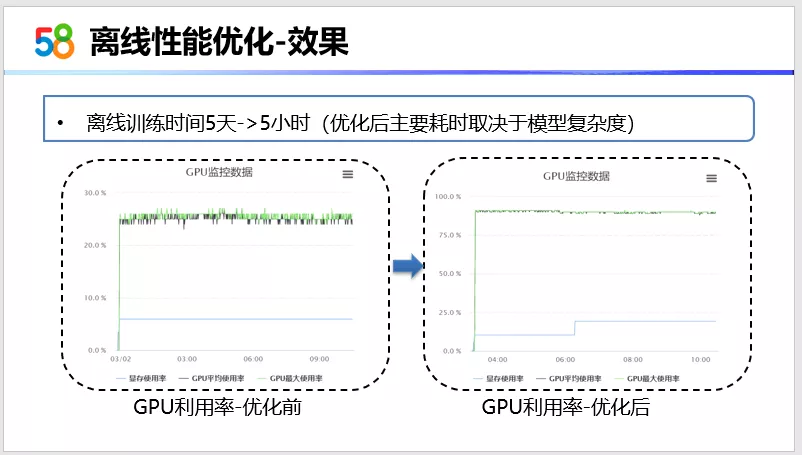 58 离线性能优化-效果
• 离线训练时间5天->5小时（优化后主要耗时取决于模型复杂度）
GPU监控数据
30.0 %
20.0 %
10.0 %
0.0 %
03/02 03:00 06:00 09:00
显存使用率 GPU平均使用率 GPU最大使用率
GPU利用率-优化前
GPU监控数据
100.0 %
75.0 %
50.0 %
25.0 %
0.0 %
04:00 06:00 08:00 10:00
显存使用率 GPU平均使用率 GPU最大使用率
GPU利用率-优化后